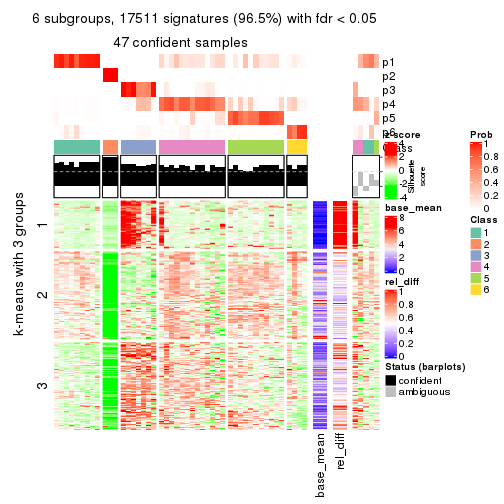 6 subgroups, 17511 signatures (96.5%) with fdr < 0.05
47 confident samples
p1
p2
p3
p4
p5
p6
Class
Silhouette
score
k-means with 3 groups
1
2
3
base_mean
rel_diff
z-score
4
2
0
-2
-4
base_mean
8
6
4
2
0
rel_diff
1
0.8
0.6
0.4
0.2
0
Status (barplots)
confident
ambiguous
Prob
1
0.8
0.6
0.4
0.2
0
Class
1
2
3
4
5
6